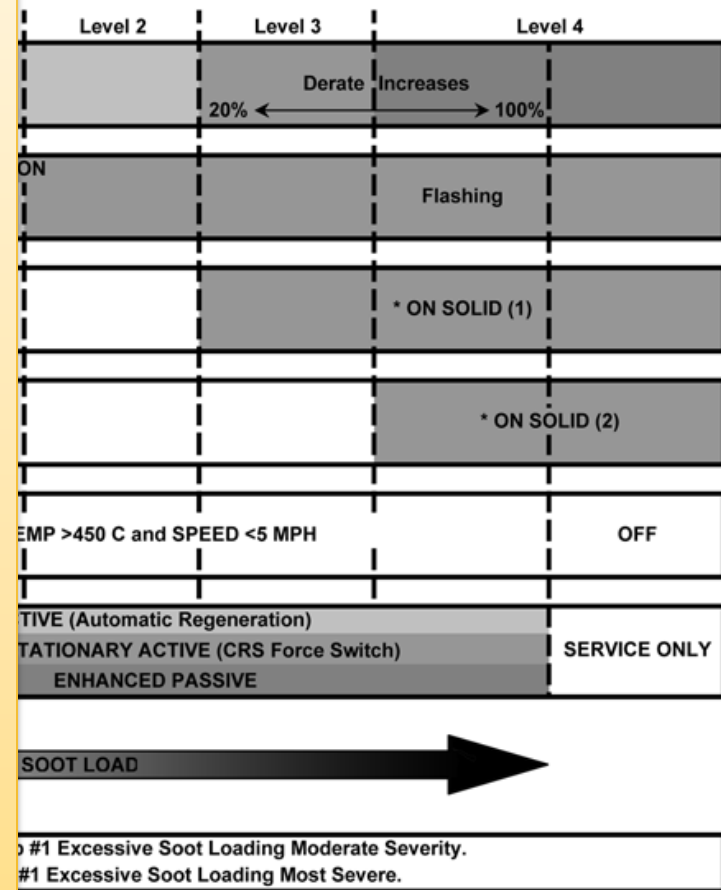 Level 2 Level 3 Level 4
Derate Increases
20% 100%
ON
Flashing
* ON SOLID (1)
* ON SOLID (2)
EMP >450 C and SPEED <5 MPH OFF
TIVE (Automatic Regeneration)
TATIONARY ACTIVE (CRS Force Switch) SERVICE ONLY
ENHANCED PASSIVE
SOOT LOAD
#1 Excessive Soot Loading Moderate Severity.
#1 Excessive Soot Loading Most Severe.